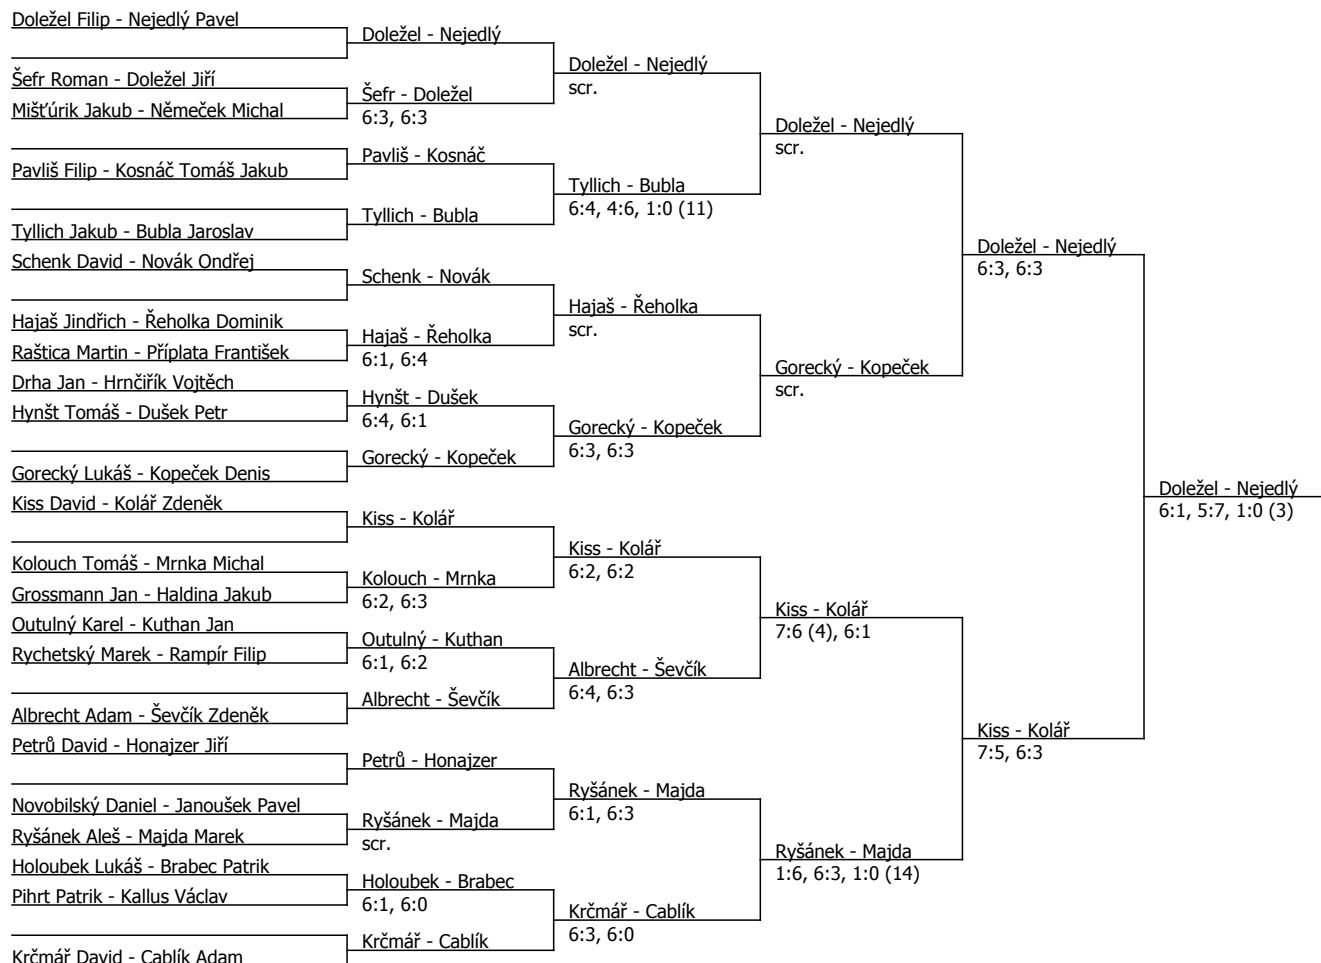 Doležel Filip - Nejedlý Pavel
Šefr Roman - Doležel Jiří
Mišťúrik Jakub - Němeček Michal
Pavliš Filip - Kosnáč Tomáš Jakub
Tyllich Jakub - Bubla Jaroslav
Schenk David - Novák Ondřej
Hajaš Jindřich - Řeholka Dominik
Raštica Martin - Příplata František
Drha Jan - Hrnčiřík Vojtěch
Hynšt Tomáš - Dušek Petr
Gorecký Lukáš - Kopeček Denis
Kiss David - Kolář Zdeněk
Kolouch Tomáš - Mrnka Michal
Grossmann Jan - Haldina Jakub
Outulný Karel - Kuthan Jan
Rychetský Marek - Rampír Filip
Albrecht Adam - Ševčík Zdeněk
Petrů David - Honajzer Jiří
Novobilský Daniel - Janoušek Pavel
Ryšánek Aleš - Majda Marek
Holoubek Lukáš - Brabec Patrik
Pihrt Patrik - Kallus Václav
Krčmář David - Cablík Adam
Doležel - Nejedlý
Šefr - Doležel
6:3, 6:3
Pavliš - Kosnáč
Tyllich - Bubla
Schenk - Novák
Hajaš - Řeholka
6:1, 6:4
Hynšt - Dušek
6:4, 6:1
Gorecký - Kopeček
Kiss - Kolář
Kolouch - Mrnka
6:2, 6:3
Outulný - Kuthan
6:1, 6:2
Albrecht - Ševčík
Petrů - Honajzer
Ryšánek - Majda
scr.
Holoubek - Brabec
6:1, 6:0
Krčmář - Cablík
Doležel - Nejedlý
scr.
Tyllich - Bubla
6:4, 4:6, 1:0 (11)
Hajaš - Řeholka
scr.
Gorecký - Kopeček
6:3, 6:3
Kiss - Kolář
6:2, 6:2
Albrecht - Ševčík
6:4, 6:3
Ryšánek - Majda
6:1, 6:3
Krčmář - Cablík
6:3, 6:0
Doležel - Nejedlý
scr.
Gorecký - Kopeček
scr.
Kiss - Kolář
7:6 (4), 6:1
Ryšánek - Majda
1:6, 6:3, 1:0 (14)
Doležel - Nejedlý
6:3, 6:3
Kiss - Kolář
7:5, 6:3
Doležel - Nejedlý
6:1, 5:7, 1:0 (3)